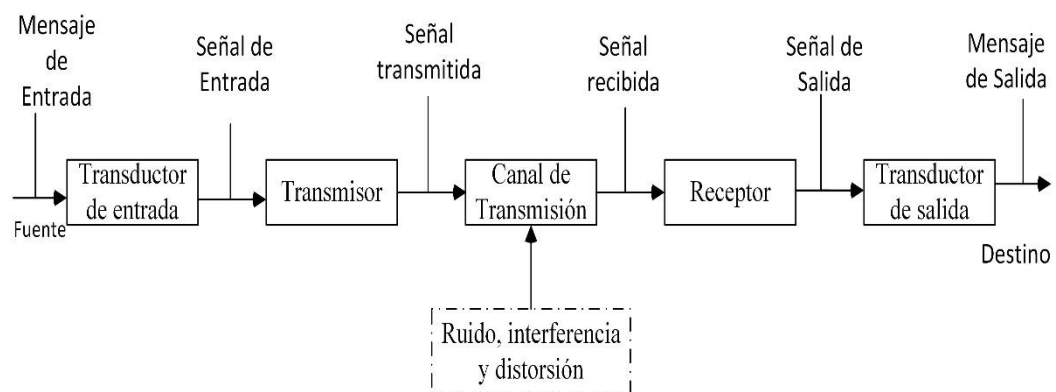 Mensaje
de
Entrada
Señal de
Entrada
Señal
transmitida
Señal
recibida
Señal de
Salida
Mensaje
de Salida
Fuente
Transductor
de entrada
Transmisor
Canal de
Transmisión
Receptor
Transductor
de salida
Destino
Ruido, interferencia
y distorsión